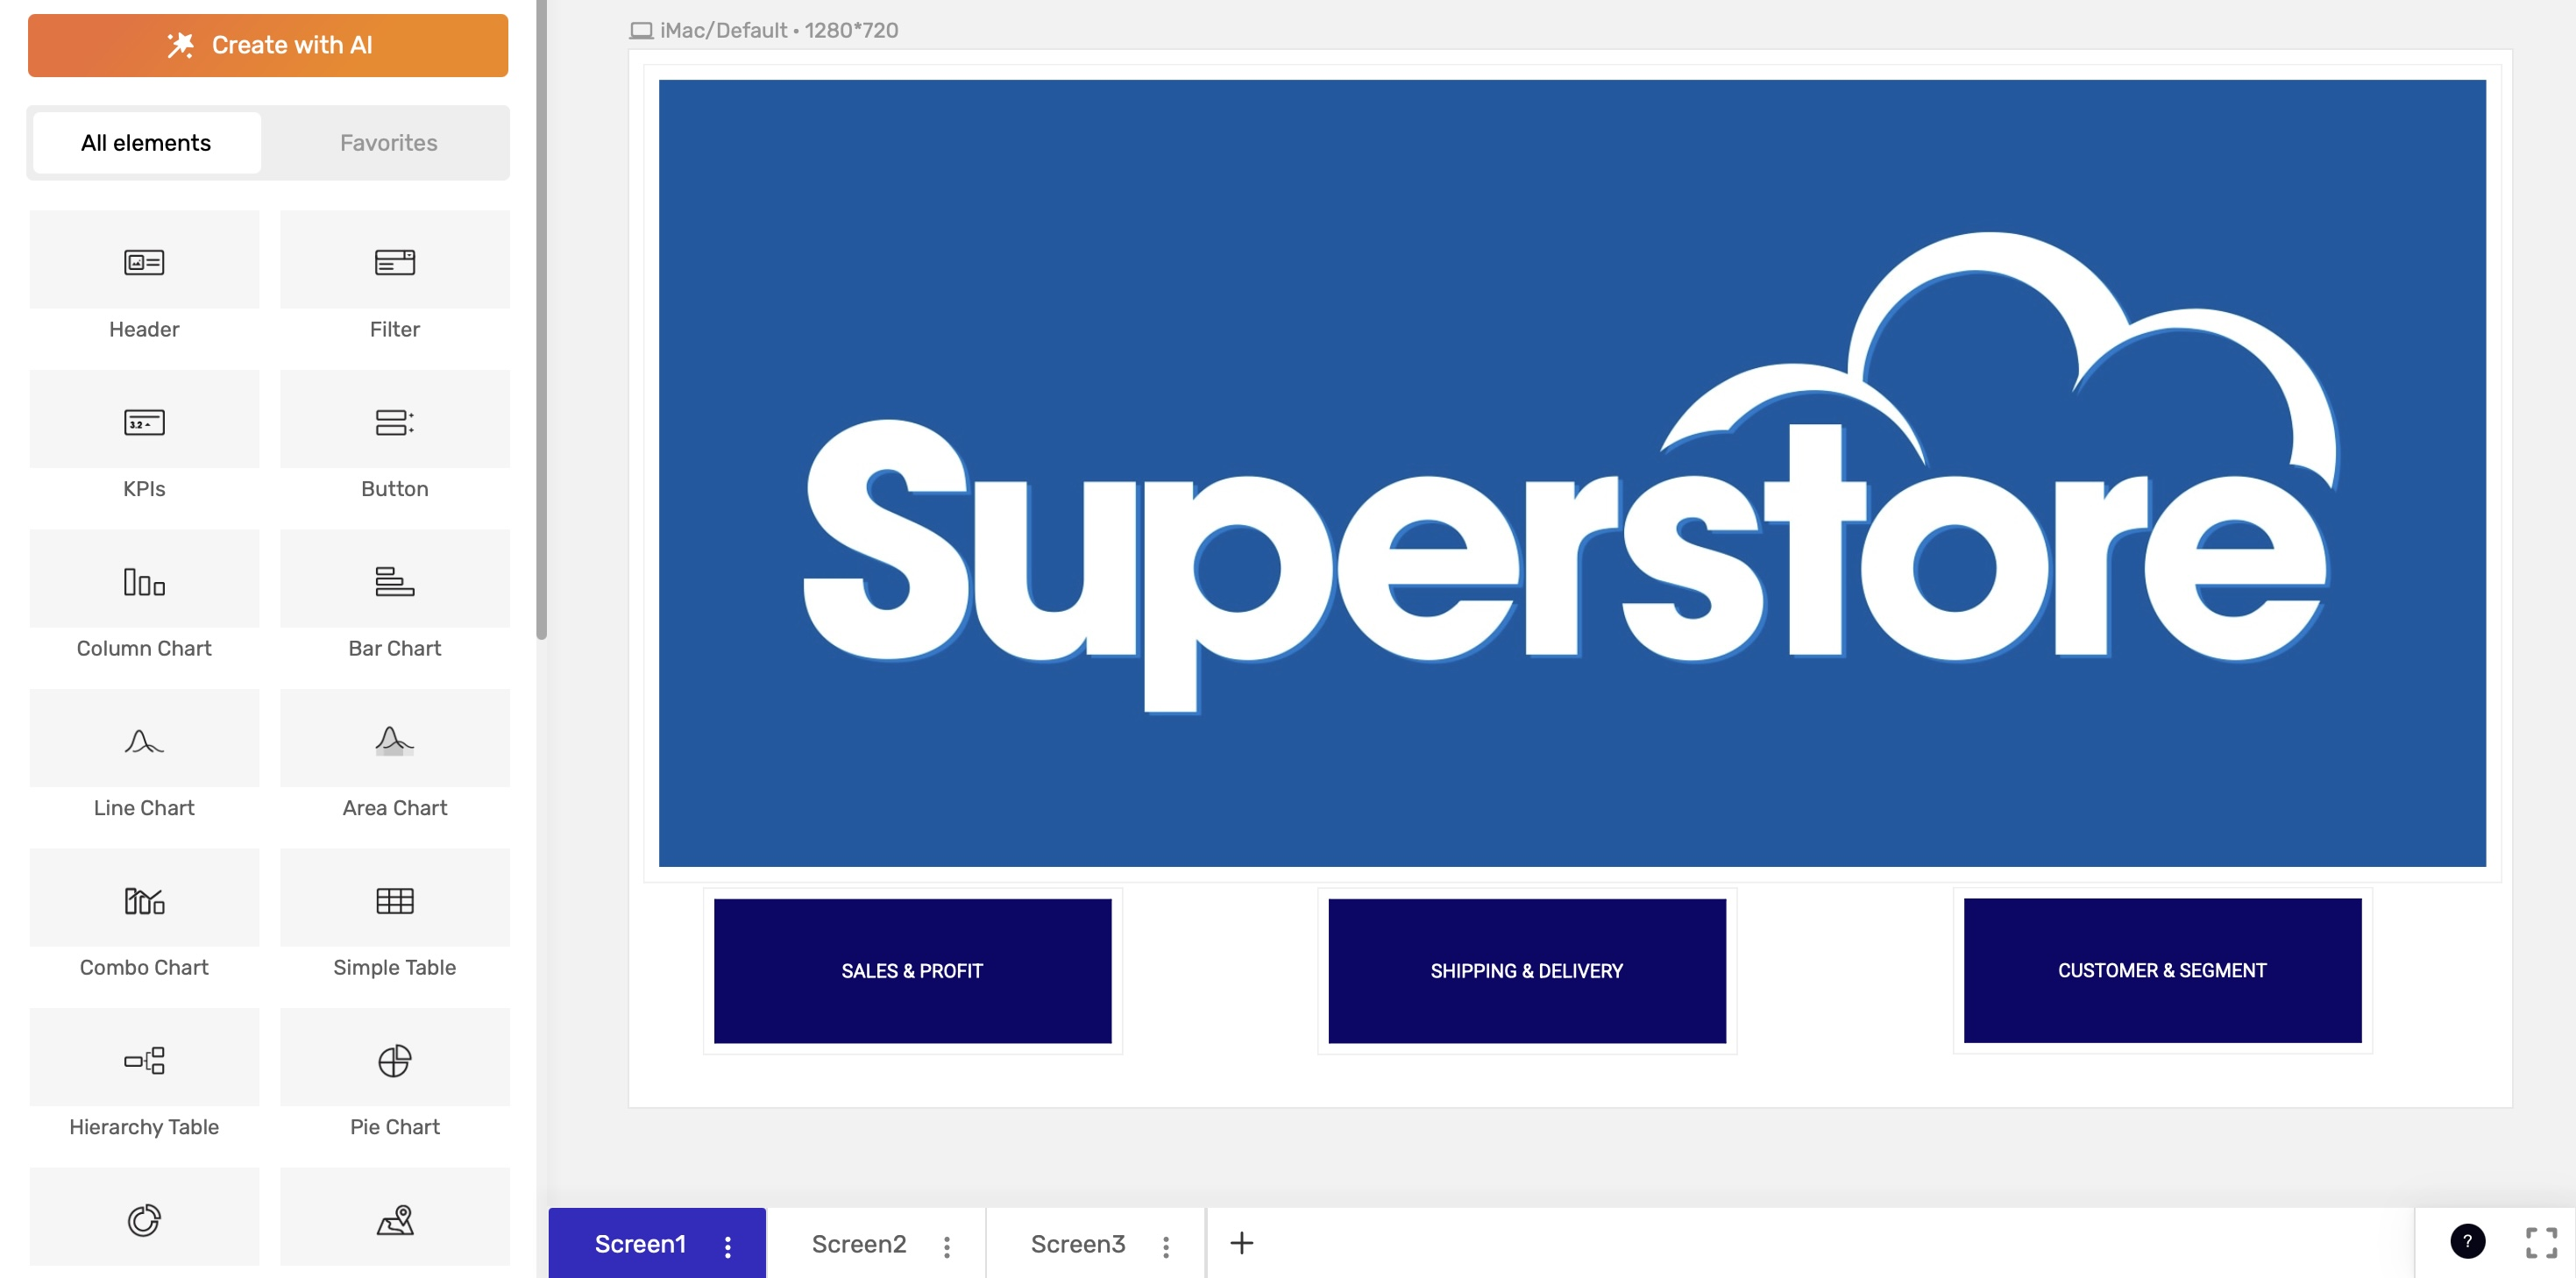 Create with AI
All elements
Favorites
Header
Filter
3.2
KPIs
Button
Column Chart
Bar Chart
Line Chart
Area Chart
Combo Chart
Simple Table
Hierarchy Table
Pie Chart
iMac/Default • 1280*720
Superstore
SALES & PROFIT
SHIPPING & DELIVERY
CUSTOMER & SEGMENT
Screen1
Screen2
Screen3
+
?